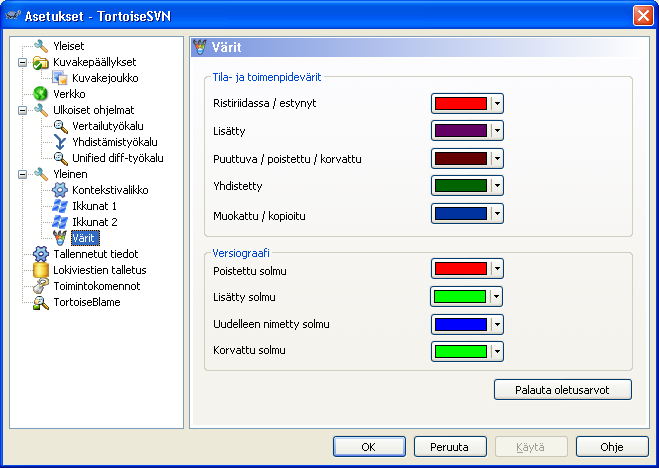 Asetukset - TortoiseSVN
Yleiset
Kuvakepäällykset
Kuvakejoukko
Verkko
Ulkoiset ohjelmat
Vertailutyökalu
Yhdistämistyökalu
Unified diff-työkalu
Yleinen
Kontekstivalikko
Ikkunat 1
Ikkunat 2
Värit
Tallennetut tiedot
Lokiviestien talletus
Toimintokomennot
TortoiseBlame
Värit
Tila- ja toimenpidevärit
Ristiriidassa / estynyt
Lisätty
Puuttuva / poistettu / korvattu
Yhdistetty
Muokattu / kopioitu
Versiograafi
Poistettu solmu
Lisätty solmu
Uudelleen nimetty solmu
Korvattu solmu
Palauta oletusarvot
OK
Peruuta
Käytä
Ohje